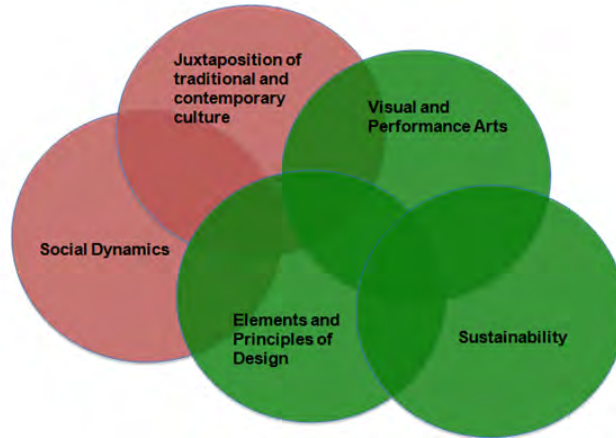 Juxtaposition of
traditional and
contemporary
culture
Visual and
Performance Arts
Social Dynamics
Elements and
Principles of
Design
Sustainability